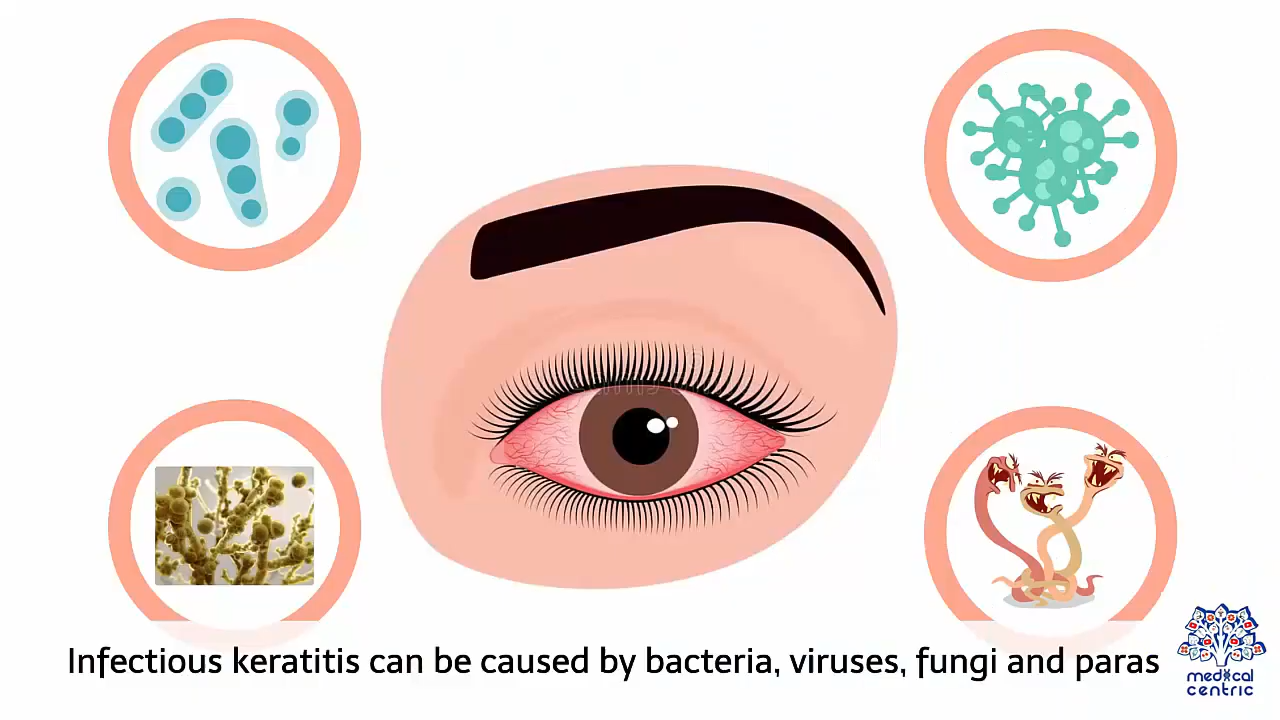 Infectious keratitis can be caused by bacteria, viruses, fungi and paras
medical
centric